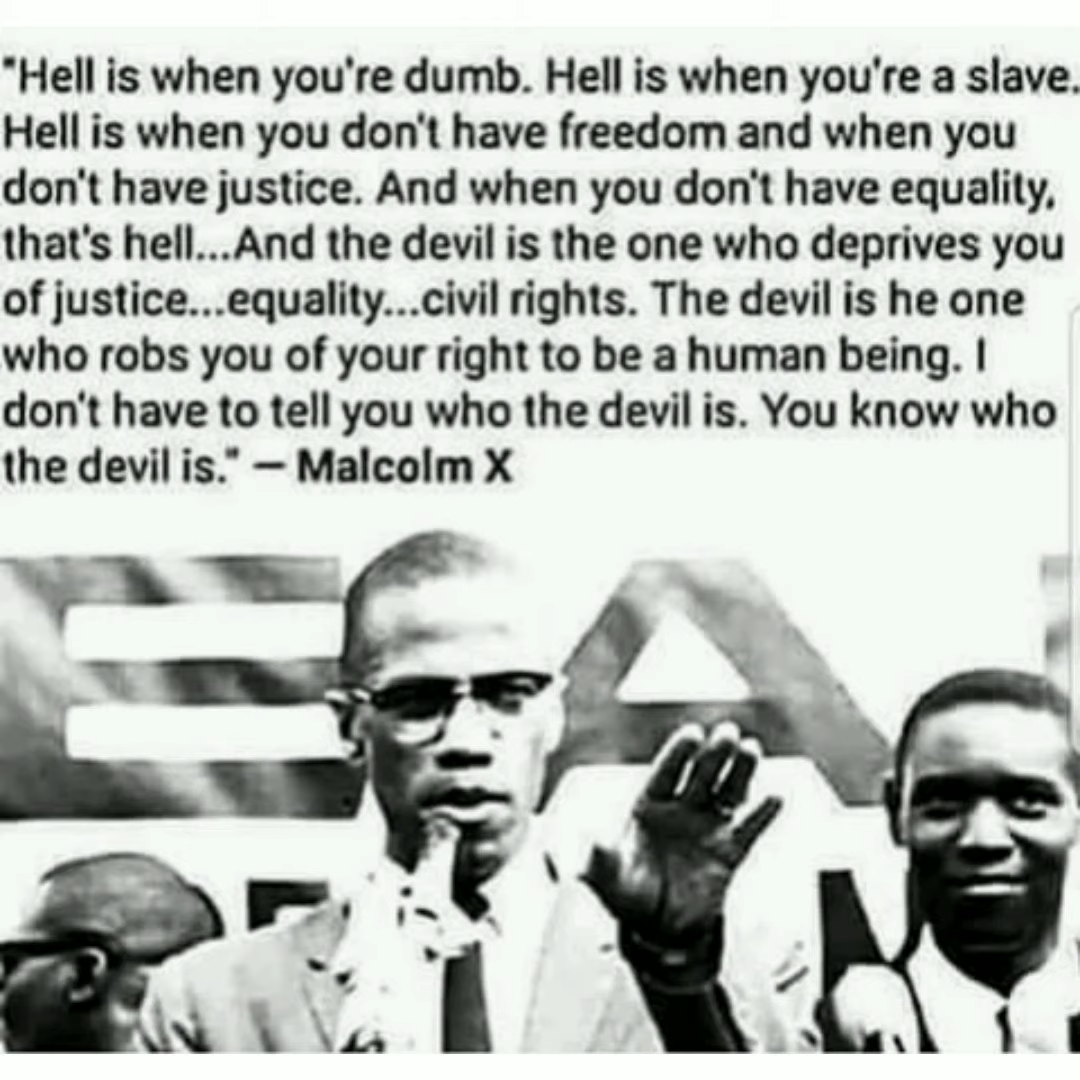 "Hell is when you're dumb. Hell is when you're a slave.
Hell is when you don't have freedom and when you
don't have justice. And when you don't have equality,
that's hell...And the devil is the one who deprives you
of justice...equality...civil rights. The devil is he one
who robs you of your right to be a human being. I
don't have to tell you who the devil is. You know who
the devil is." — Malcolm X
EA